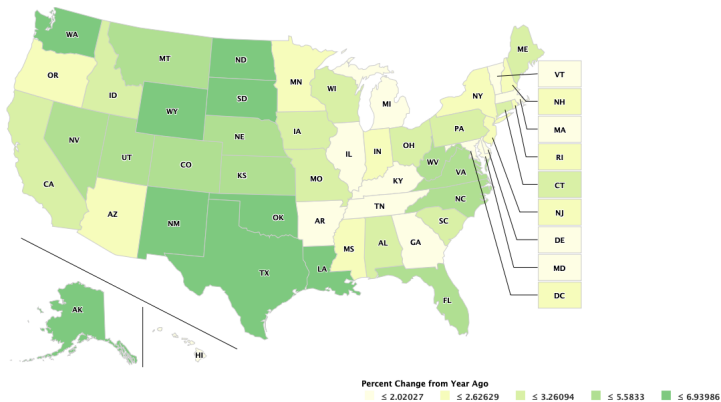 WA
MT
ND
ME
OR
MN
VT
ID
WI
NY
SD
NH
WY
MI
MA
IA
PA
RI
NE
NV
OH
IL
IN
UT
CO
WV
VA
CT
CA
KS
MO
KY
NC
NJ
TN
OK
AZ
NM
AR
SC
DE
MS
AL
GA
MD
TX
LA
DC
FL
AK
HI
Percent Change from Year Ago
≤ 2.02027
≤ 2.62629
≤ 3.26094
≤ 5.5833
≤ 6.93986